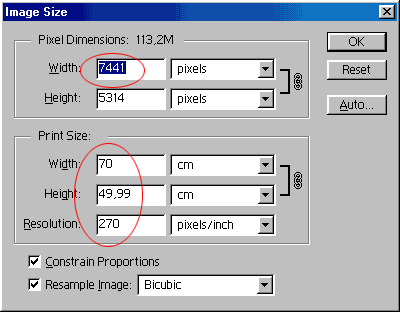 Image Size
Pixel Dimensions: 113,2M
OK
Width: 7441 pixels
Reset
Height: 5314 pixels
Auto...
Print Size:
Width: 70 cm
Height: 49,99 cm
Resolution: 270 pixels/inch
Constrain Proportions
Resample Image: Bicubic